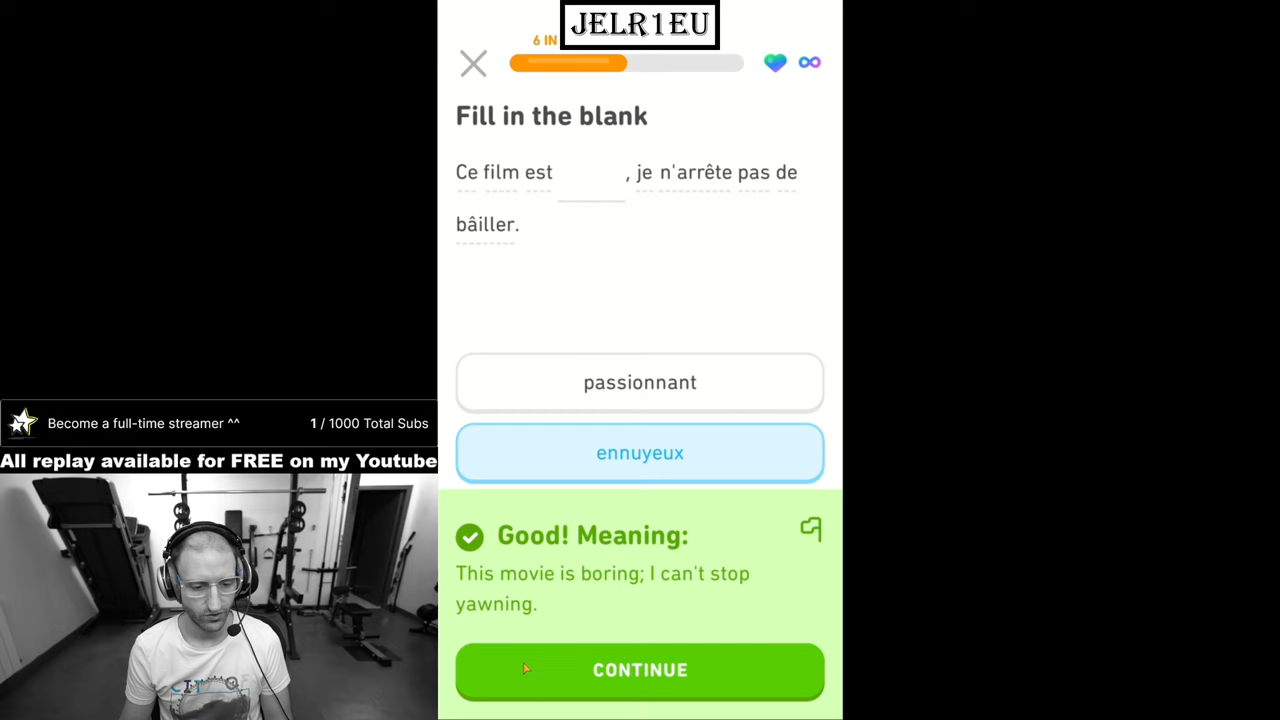 JELR1EU
6 IN
Fill in the blank
Ce film est , je n'arrête pas de
bâiller.
passionnant
ennuyeux
Become a full-time streamer ^^ 1 / 1000 Total Subs
All replay available for FREE on my Youtube
Good! Meaning:
This movie is boring; I can't stop
yawning.
CONTINUE